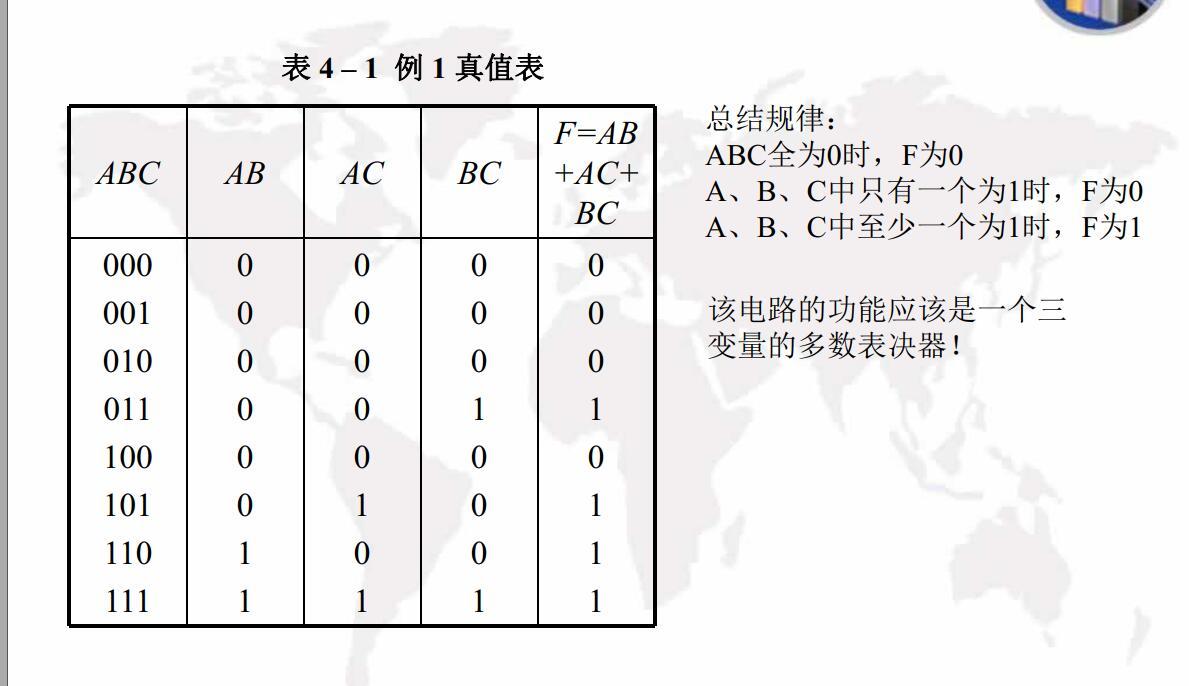 表 4 – 1 例 1 真值表
ABC AB AC BC F=AB
+AC+
BC
000 0 0 0 0
001 0 0 0 0
010 0 0 0 0
011 0 0 1 1
100 0 0 0 0
101 0 1 0 1
110 1 0 0 1
111 1 1 1 1
总结规律:
ABC全为0时，F为0
A、B、C中只有一个为1时，F为0
A、B、C中至少一个为1时，F为1
该电路的功能应该是一个三
变量的多数表决器!